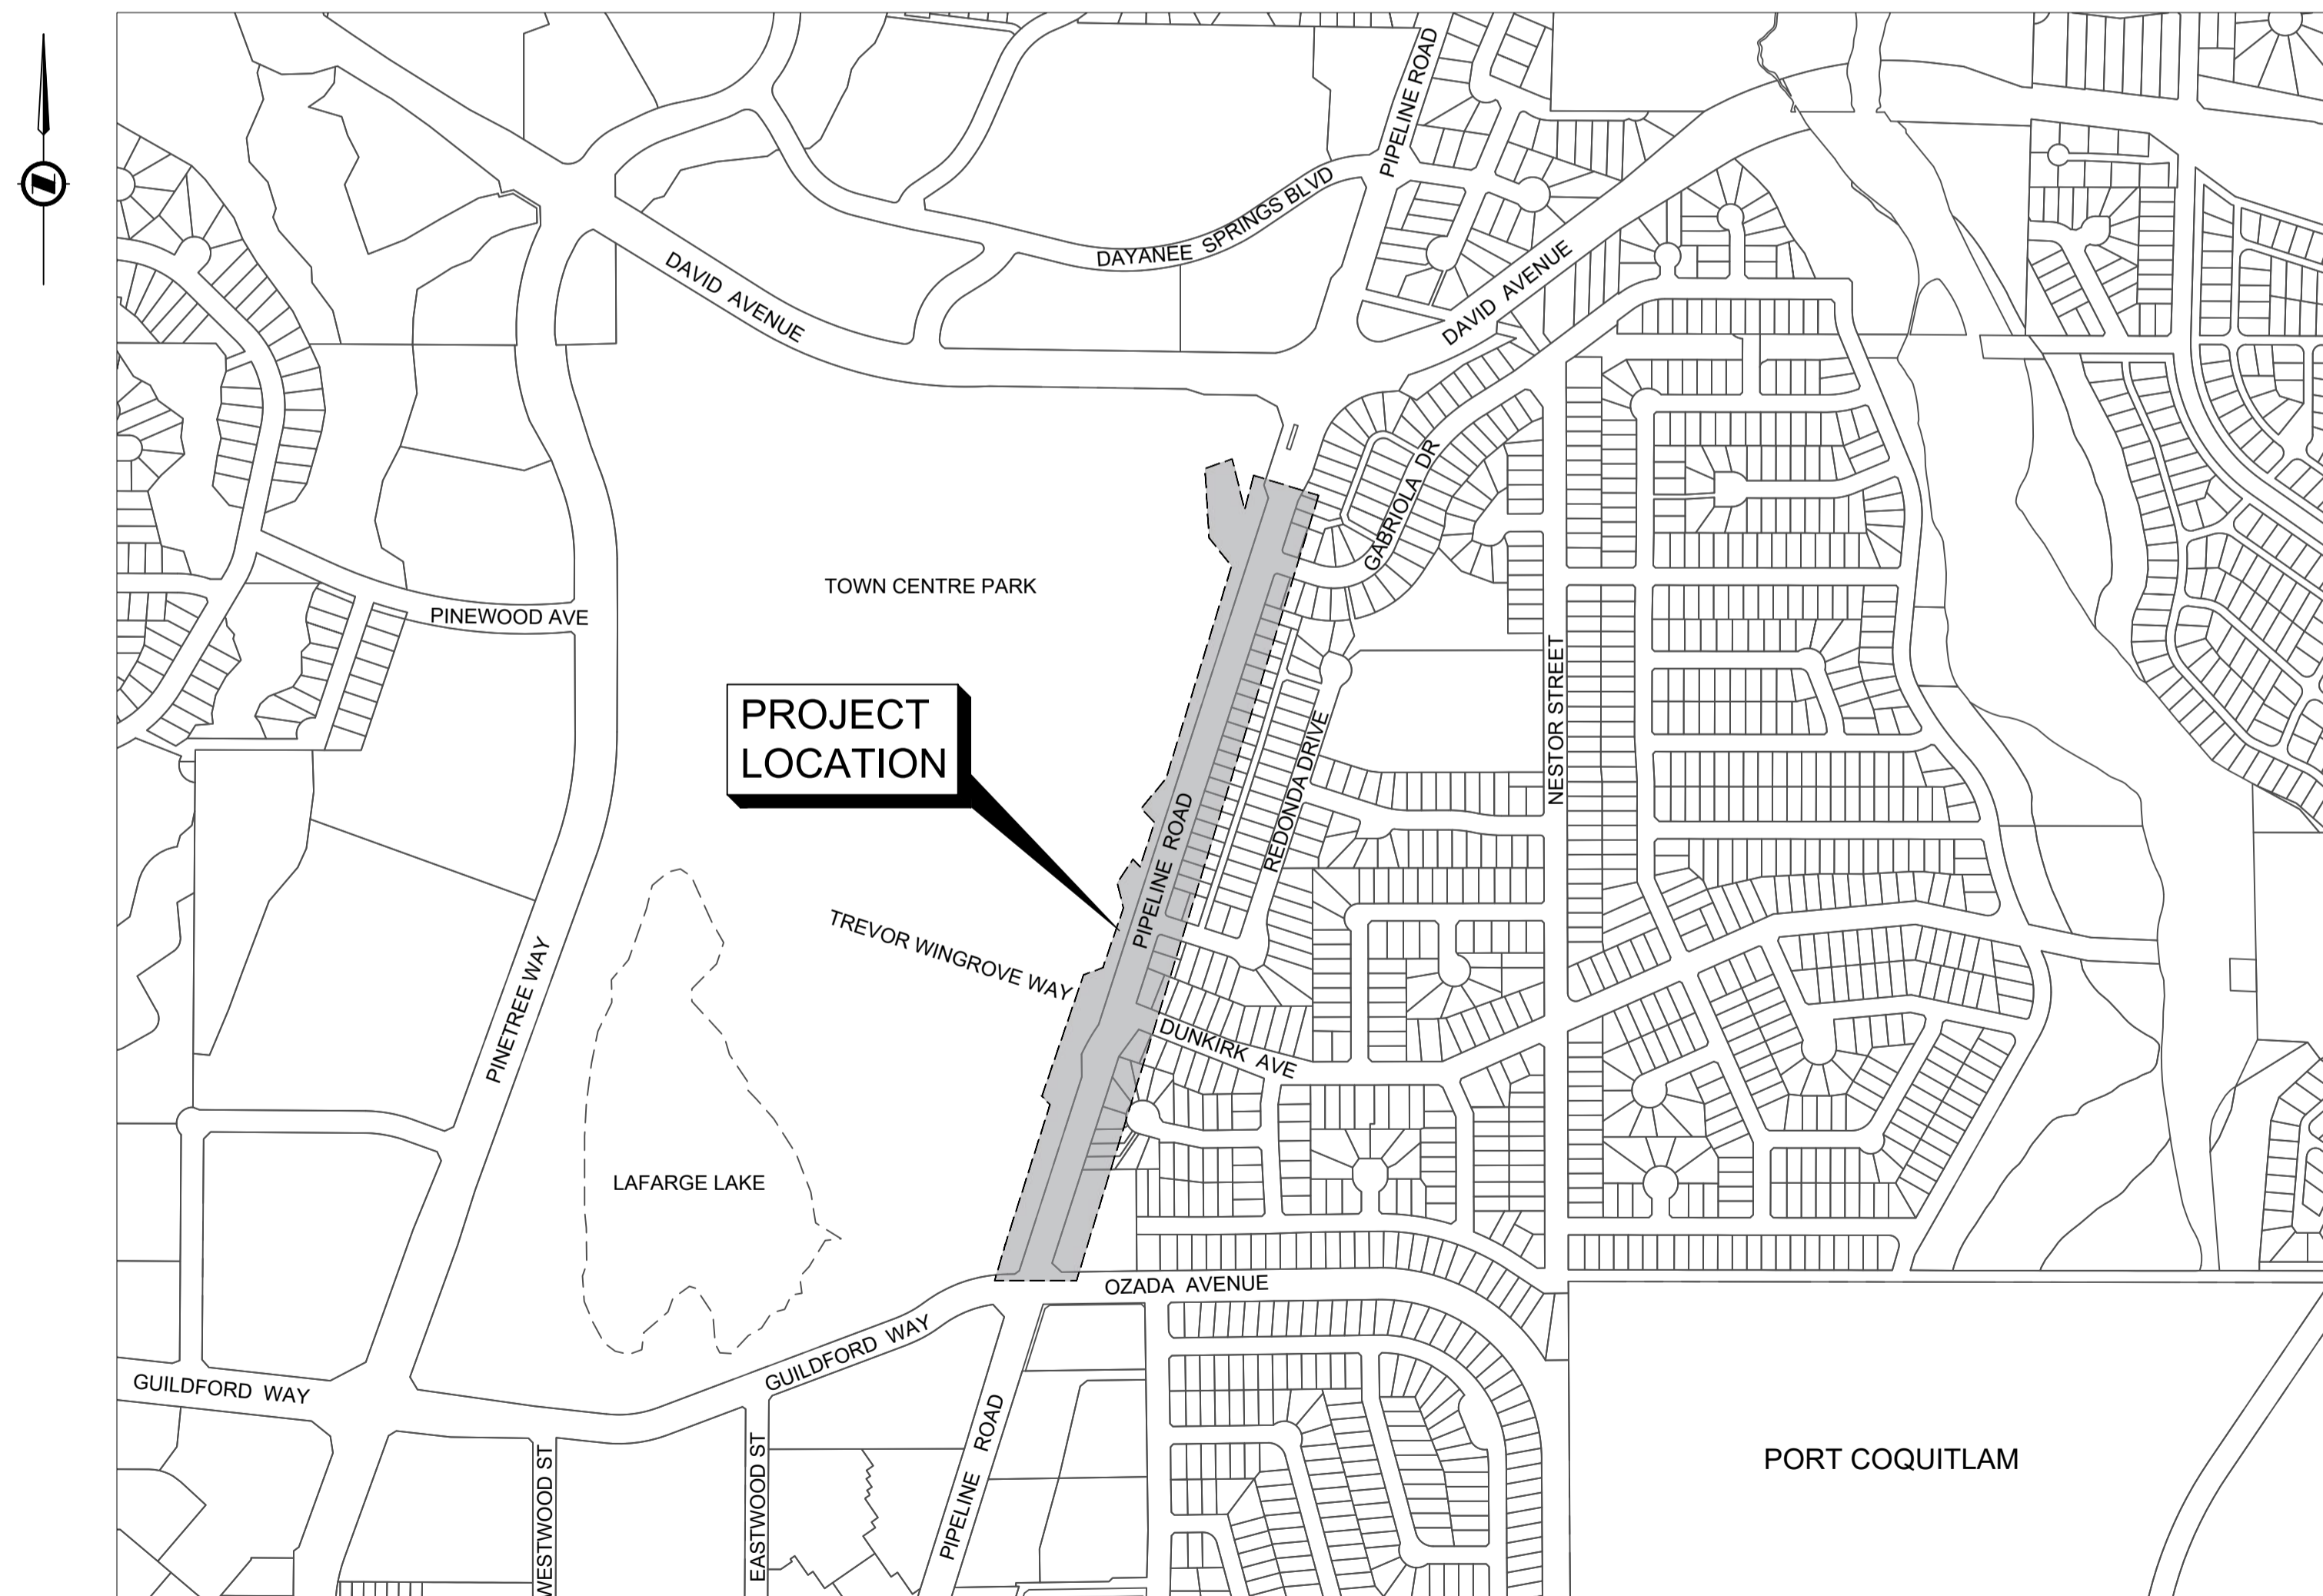 PIPELINE ROAD
DAYANEE SPRINGS BLVD
DAVID AVENUE
DAVID AVENUE
GABRIOLA DR
TOWN CENTRE PARK
PINEWOOD AVE
NESTOR STREET
PROJECT
LOCATION
REDONDA DRIVE
PIPELINE ROAD
TREVOR WINGROVE WAY
PINETREE WAY
DUNKIRK AVE
LAFARGE LAKE
OZADA AVENUE
GUILDFORD WAY
GUILDFORD WAY
PIPELINE ROAD
WESTWOOD ST
EASTWOOD ST
PORT COQUITLAM